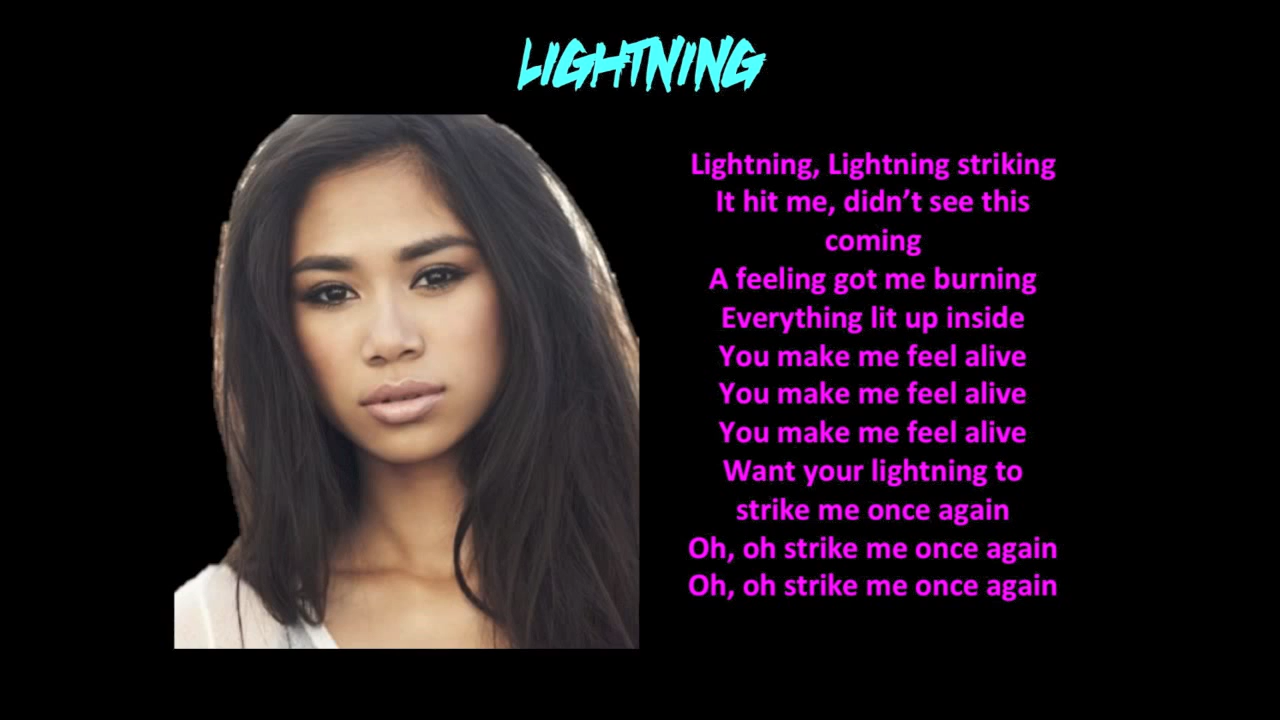 LIGHTNING
Lightning, Lightning striking
It hit me, didn’t see this
coming
A feeling got me burning
Everything lit up inside
You make me feel alive
You make me feel alive
You make me feel alive
Want your lightning to
strike me once again
Oh, oh strike me once again
Oh, oh strike me once again